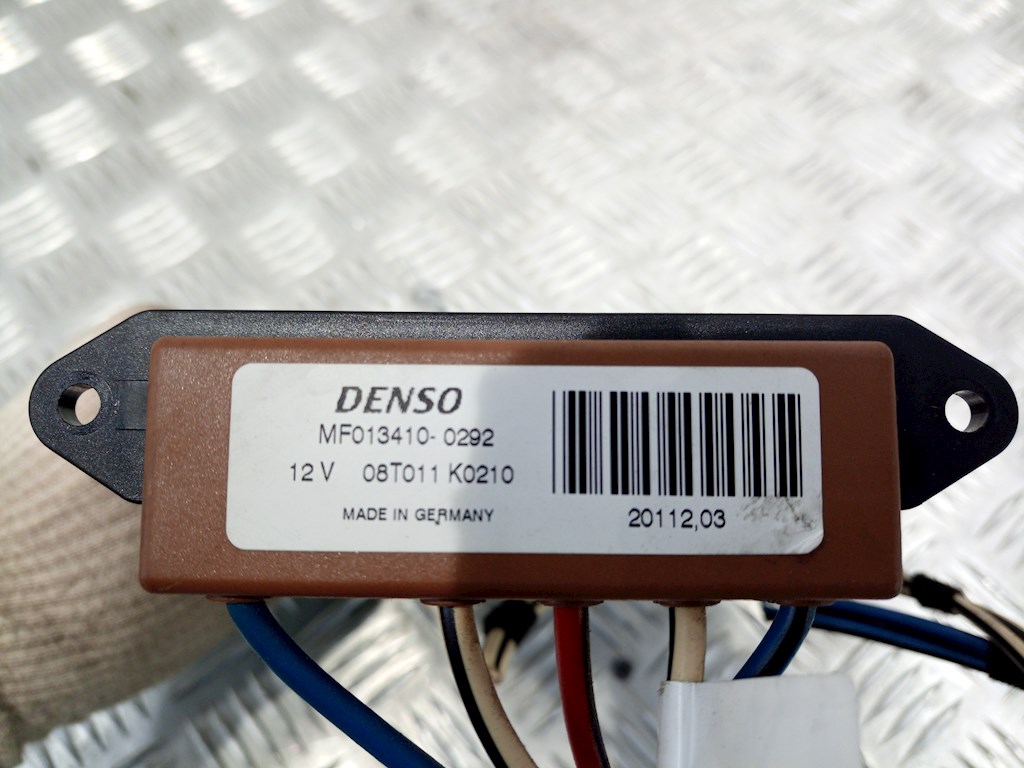 DENSO
MF013410- 0292
12 V 08T011 K0210
MADE IN GERMANY
20112,03